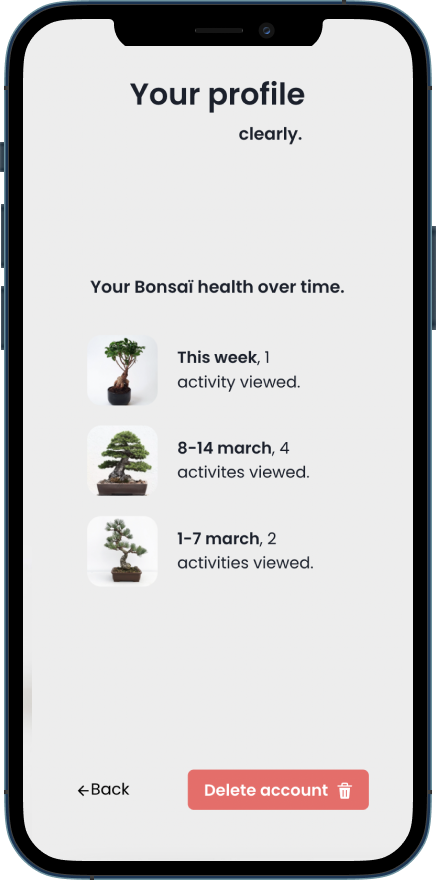 Your profile
clearly.
Your Bonsaï health over time.
This week, 1
activity viewed.
8-14 march, 4
activites viewed.
1-7 march, 2
activities viewed.
←Back
Delete account